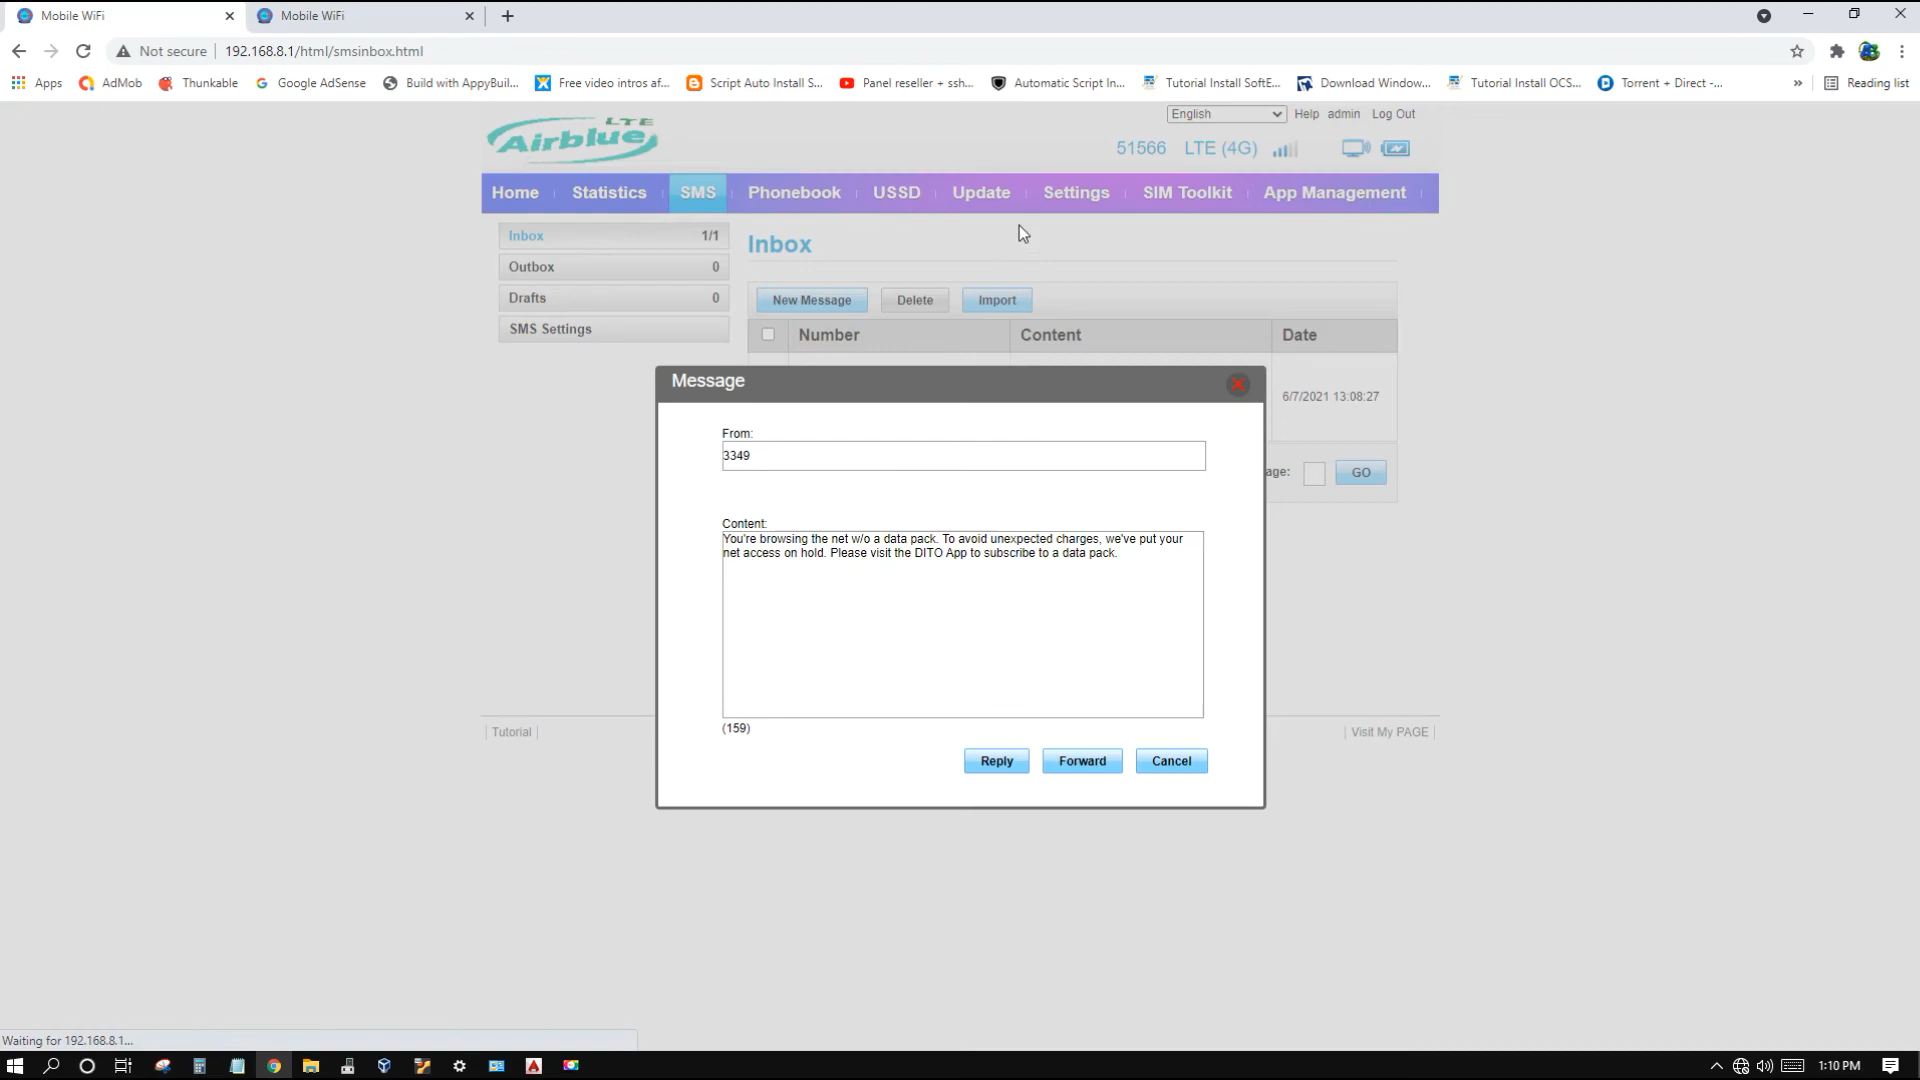 Mobile WiFi
Mobile WiFi
Not secure 192.168.8.1/html/smsinbox.html
Apps AdMob Thunkable Google AdSense Build with AppyBuil... Free video intros af... Script Auto Install S... Panel reseller + ssh... Automatic Script In... Tutorial Install SoftE... Download Window... Tutorial Install OCS... Torrent + Direct -... » Reading list
English Help admin Log Out
Airblue LTE
51566 LTE (4G)
Home Statistics SMS Phonebook USSD Update Settings SIM Toolkit App Management
Inbox 1/1
Outbox 0
Drafts 0
SMS Settings
Inbox
New Message Delete Import
Number Content Date
6/7/2021 13:08:27
age: GO
Message
From:
3349
Content:
You're browsing the net w/o a data pack. To avoid unexpected charges, we've put your
net access on hold. Please visit the DITO App to subscribe to a data pack.
(159)
Reply Forward Cancel
Tutorial
Visit My PAGE
Waiting for 192.168.8.1...
1:10 PM